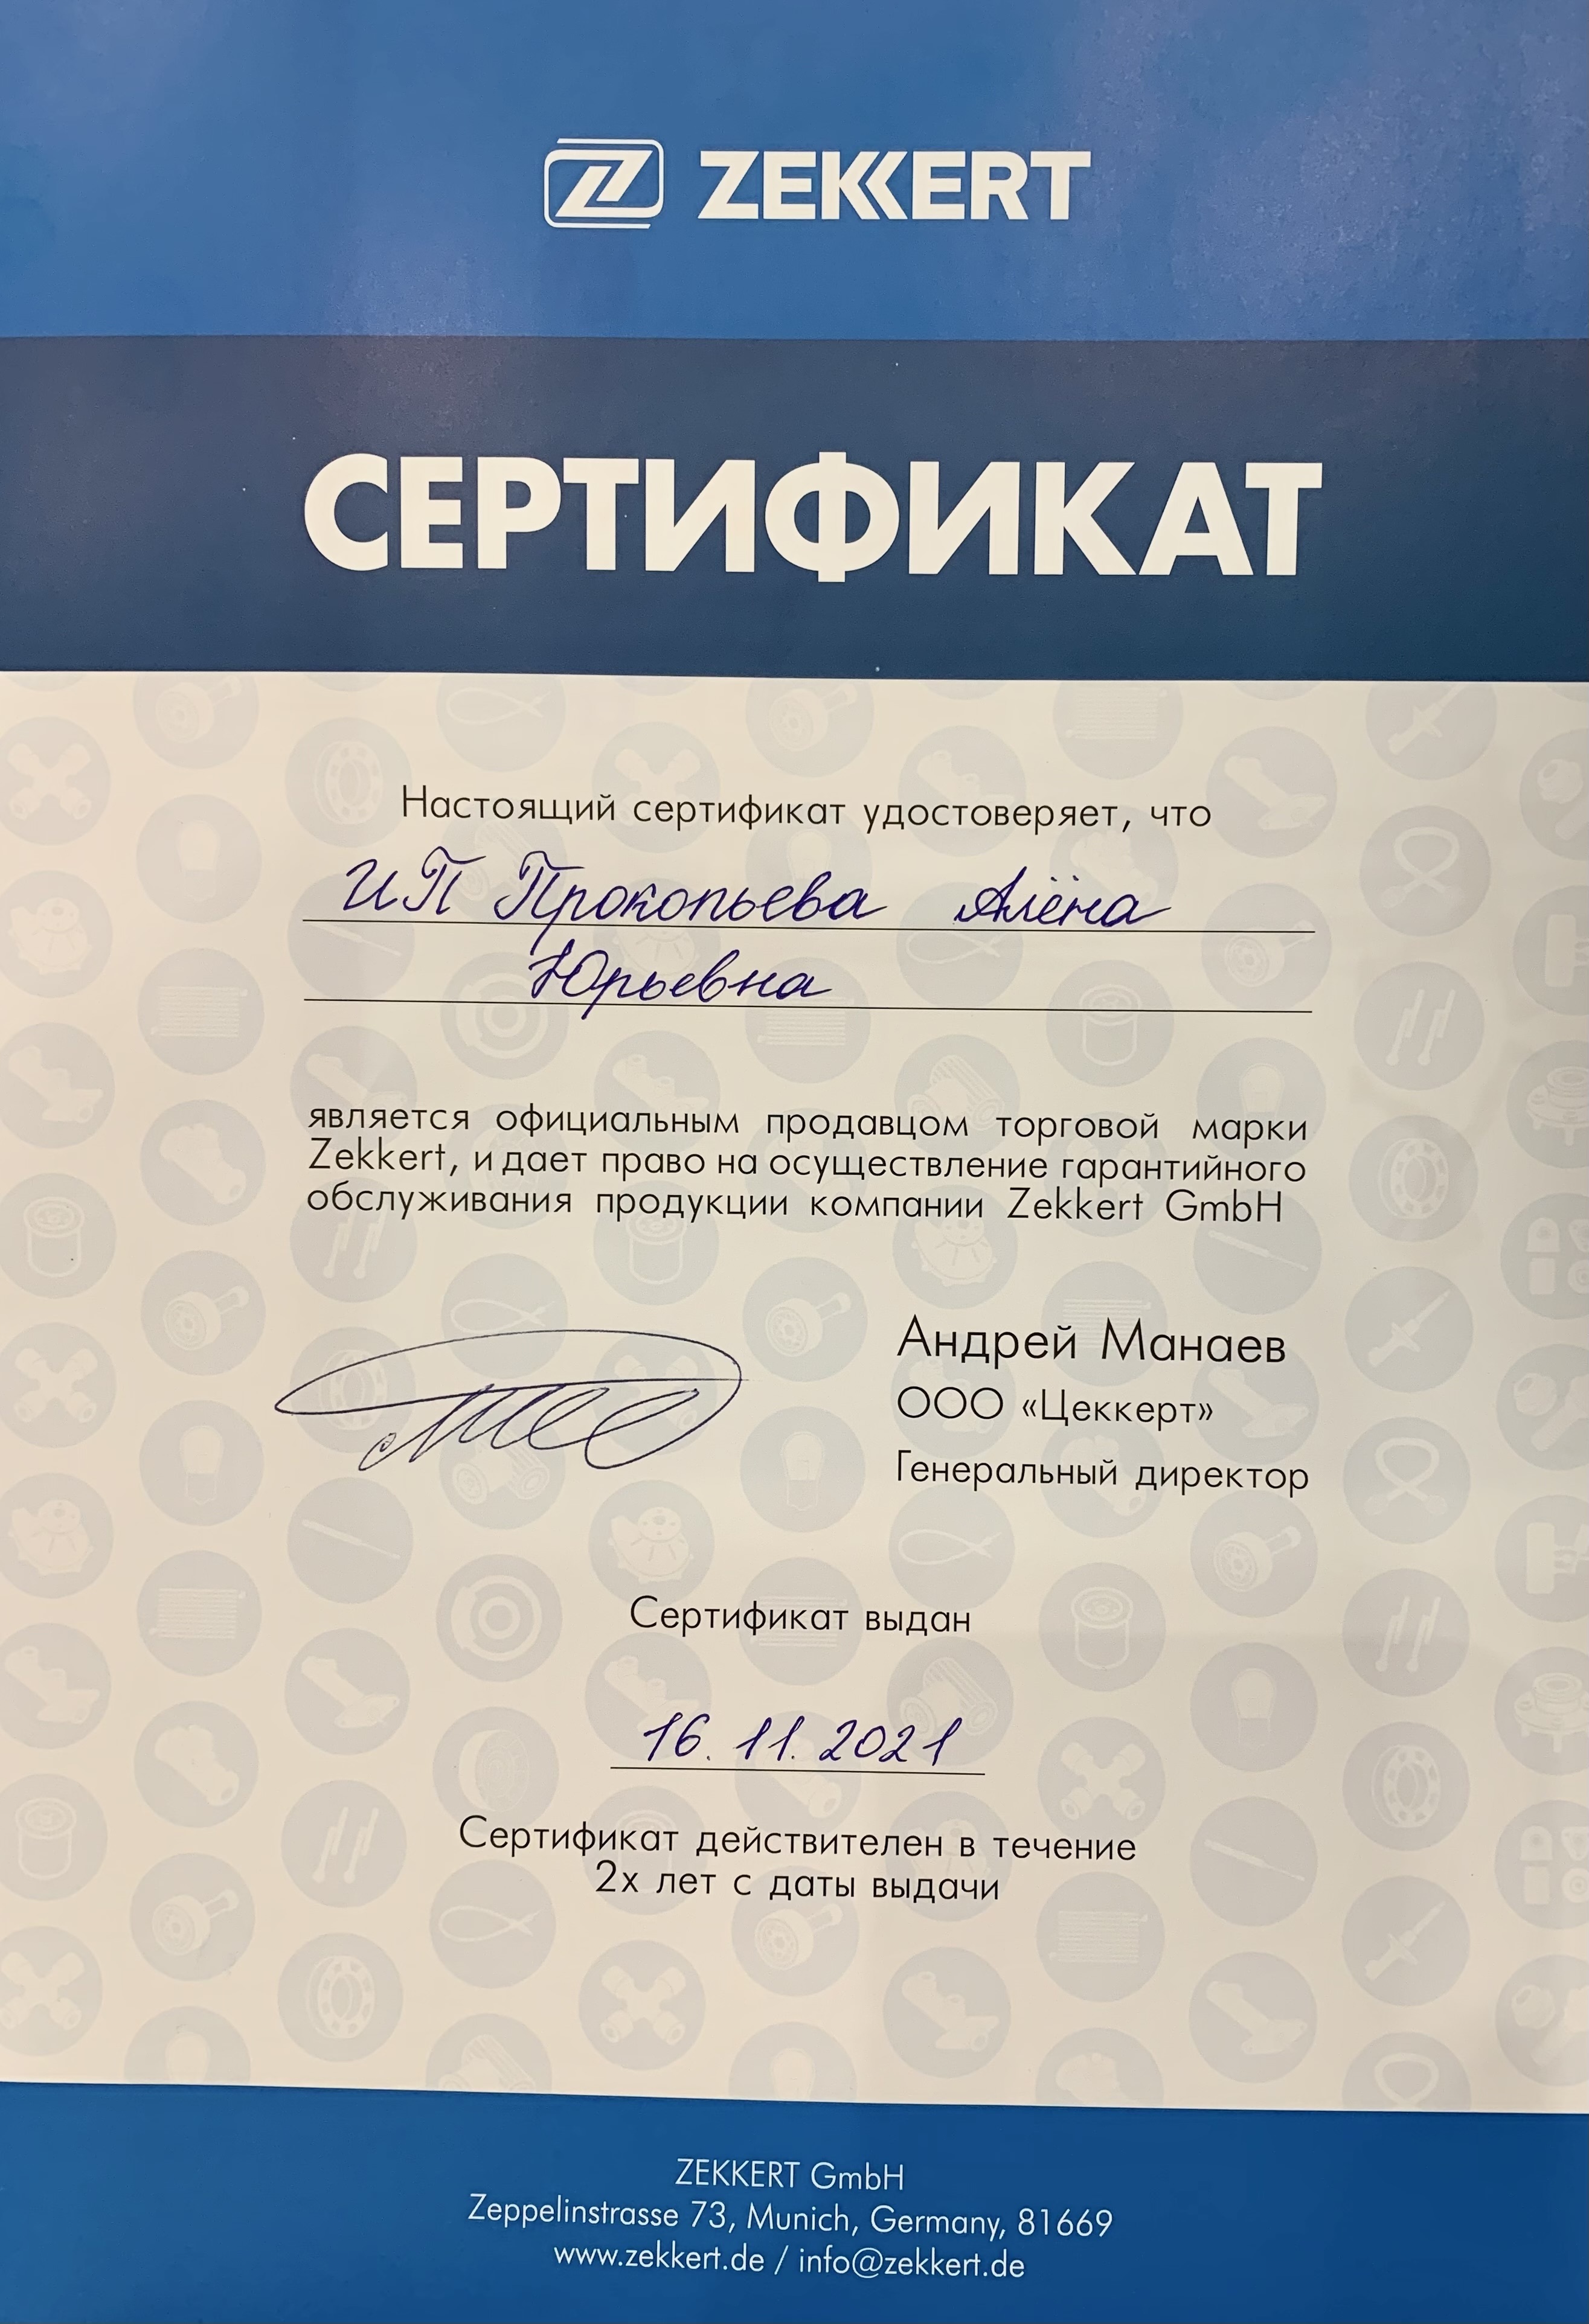 ZEKKERT
СЕРТИФИКАТ
Настоящий сертификат удостоверяет, что
ИП Прокопьева Алёна
Юрьевна
является официальным продавцом торговой марки
Zekkert, и дает право на осуществление гарантийного
обслуживания продукции компании Zekkert GmbH
Андрей Манаев
ООО «Цеккерт»
Генеральный директор
Сертификат выдан
16.11.2021
Сертификат действителен в течение
2х лет с даты выдачи
ZEKKERT GmbH
Zeppelinstrasse 73, Munich, Germany, 81669
www.zekkert.de / info@zekkert.de